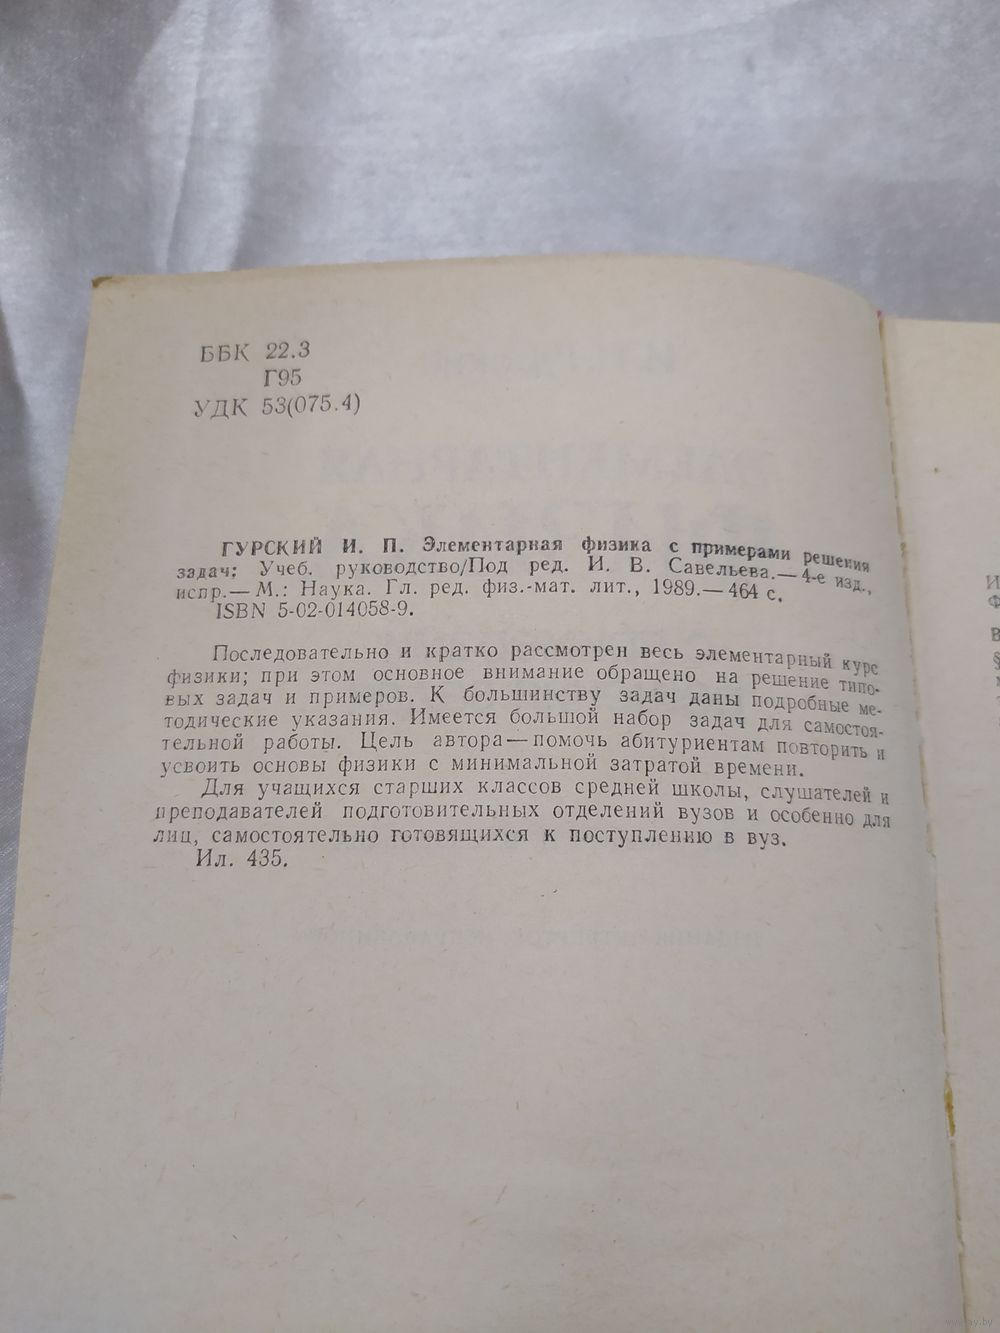 ББК 22.3
Г95
УДК 53(075.4)
ГУРСКИЙ И. П. Элементарная физика с примерами решения
задач: Учеб. руководство/Под ред. И. В. Савельева.— 4-е изд.,
испр.— М.: Наука. Гл. ред. физ.-мат. лит., 1989.— 464 с.
ISBN 5-02-014058-9.
Последовательно и кратко рассмотрен весь элементарный курс
физики; при этом основное внимание обращено на решение типо-
вых задач и примеров. К большинству задач даны подробные ме-
тодические указания. Имеется большой набор задач для самостоя-
тельной работы. Цель автора — помочь абитуриентам повторить и
усвоить основы физики с минимальной затратой времени.
Для учащихся старших классов средней школы, слушателей и
преподавателей подготовительных отделений вузов и особенно для
лиц, самостоятельно готовящихся к поступлению в вуз.
Ил. 435.